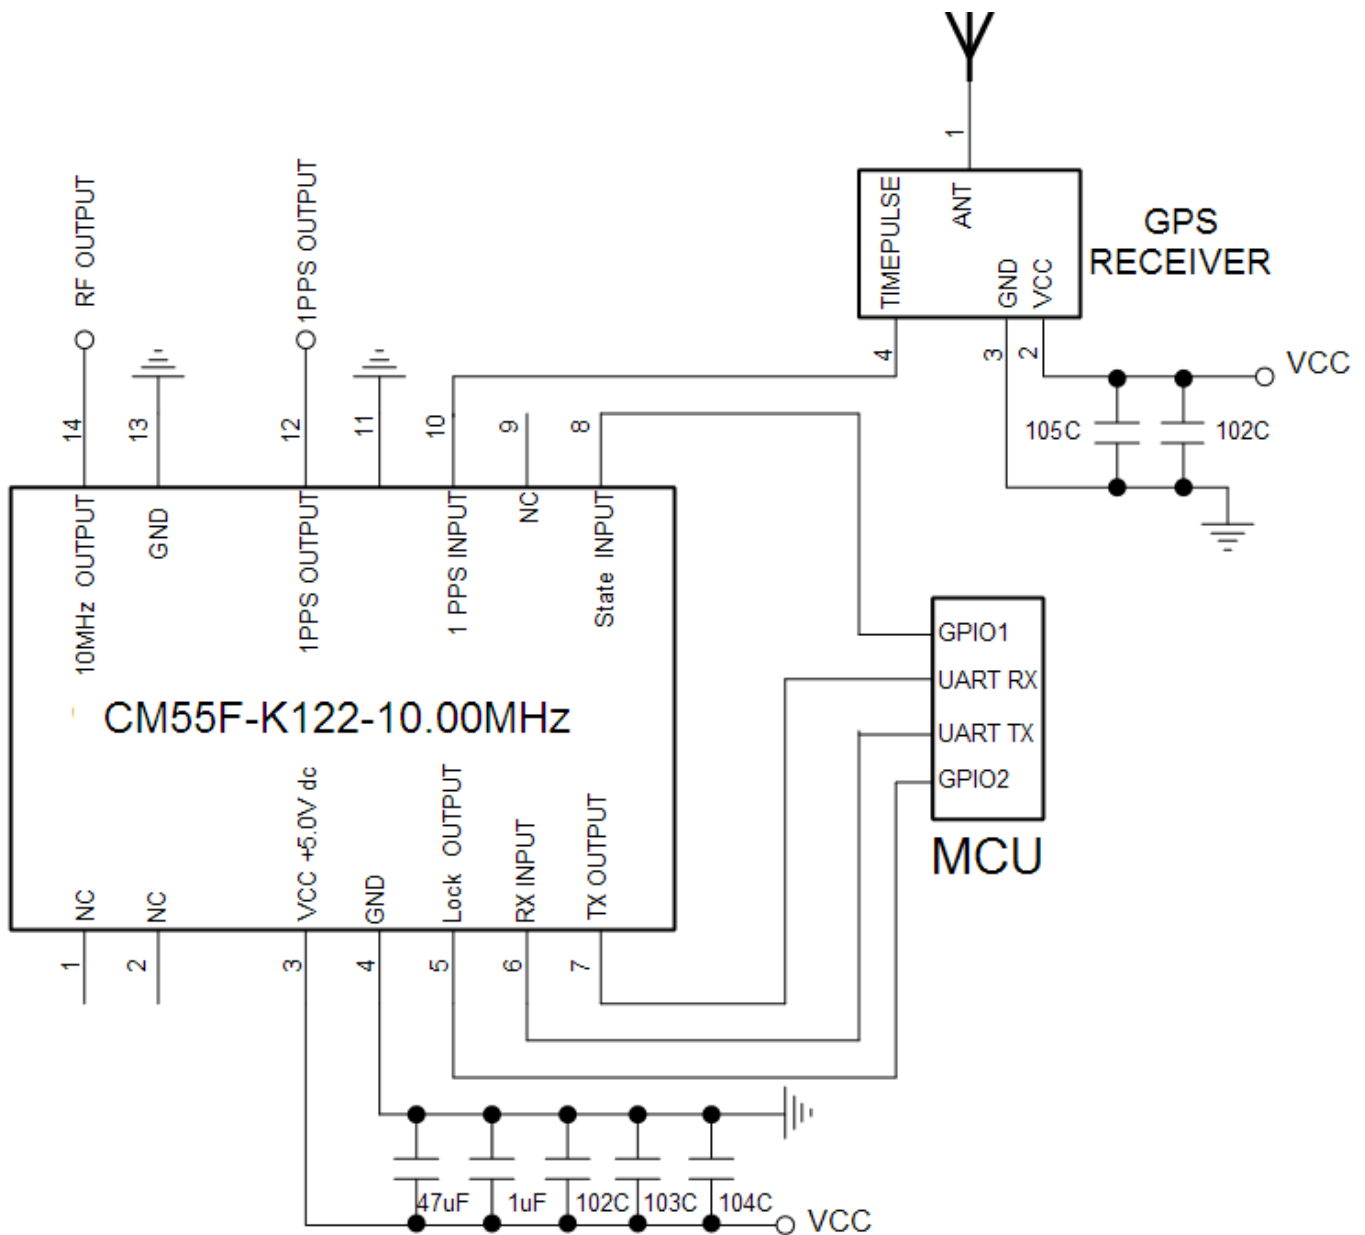 1
ANT
TIMEPULSE
GND
VCC
GPS
RECEIVER
4
3
2
VCC
105C
102C
RF OUTPUT
1PPS OUTPUT
14
13
12
11
10
9
8
10MHz OUTPUT
GND
1PPS OUTPUT
1 PPS INPUT
NC
State INPUT
CM55F-K122-10.00MHz
NC
NC
VCC +5.0V dc
GND
Lock OUTPUT
RX INPUT
TX OUTPUT
1
2
3
4
5
6
7
GPIO1
UART RX
UART TX
GPIO2
MCU
47uF
1uF
102C
103C
104C
VCC